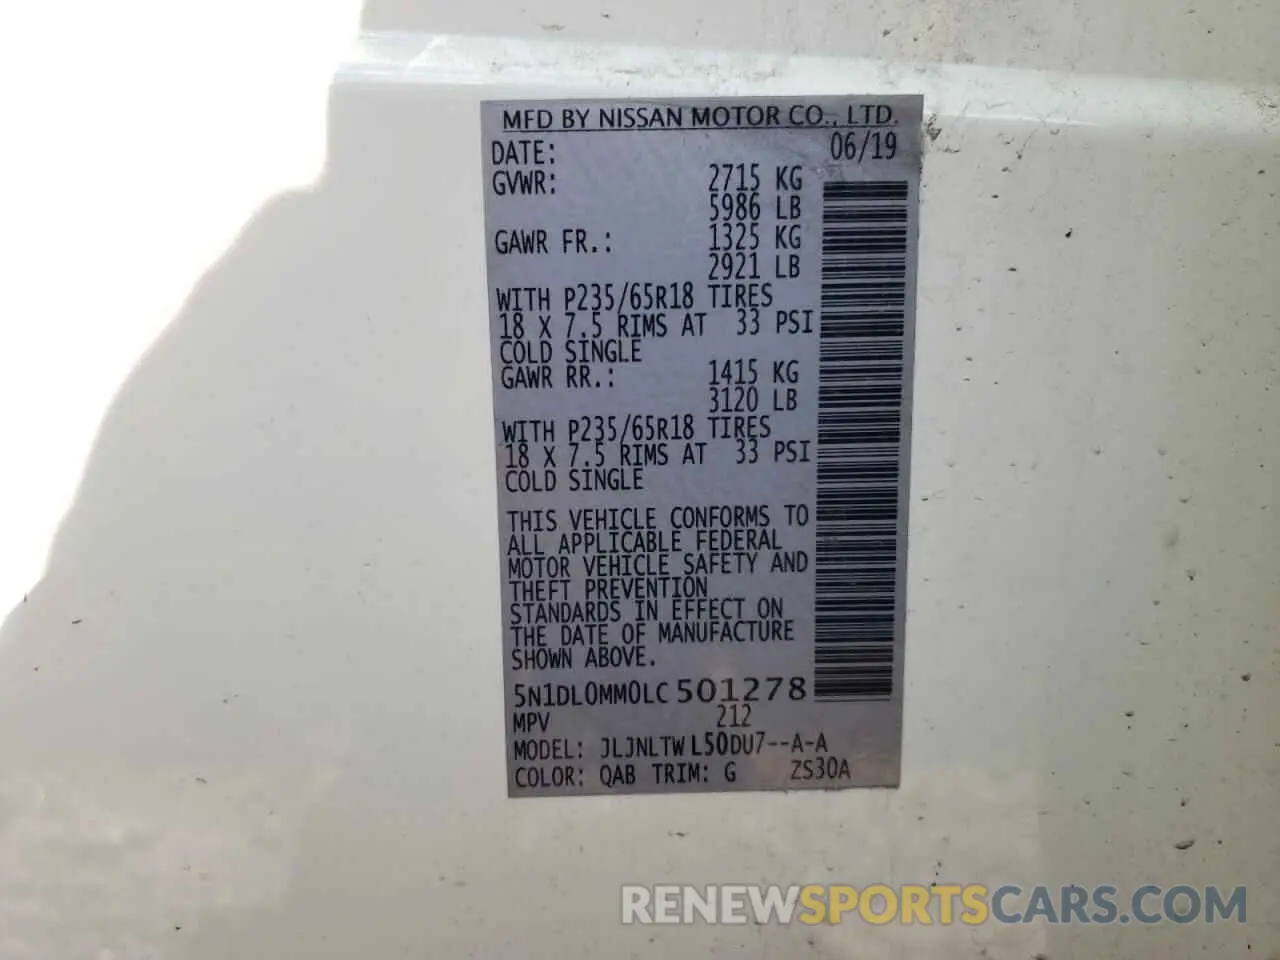 MFD BY NISSAN MOTOR CO., LTD.
DATE: 06/19
GVWR: 2715 KG
5986 LB
GAWR FR.: 1325 KG
2921 LB
WITH P235/65R18 TIRES
18 X 7.5 RIMS AT 33 PSI
COLD SINGLE
GAWR RR.: 1415 KG
3120 LB
WITH P235/65R18 TIRES
18 X 7.5 RIMS AT 33 PSI
COLD SINGLE
THIS VEHICLE CONFORMS TO
ALL APPLICABLE FEDERAL
MOTOR VEHICLE SAFETY AND
THEFT PREVENTION
STANDARDS IN EFFECT ON
THE DATE OF MANUFACTURE
SHOWN ABOVE.
5N1DL0MM0LC501278
MPV 212
MODEL: JLJNLTWL50DU7--A-A
COLOR: QAB TRIM: G ZS30A
RENEWSPORTSCARS.COM